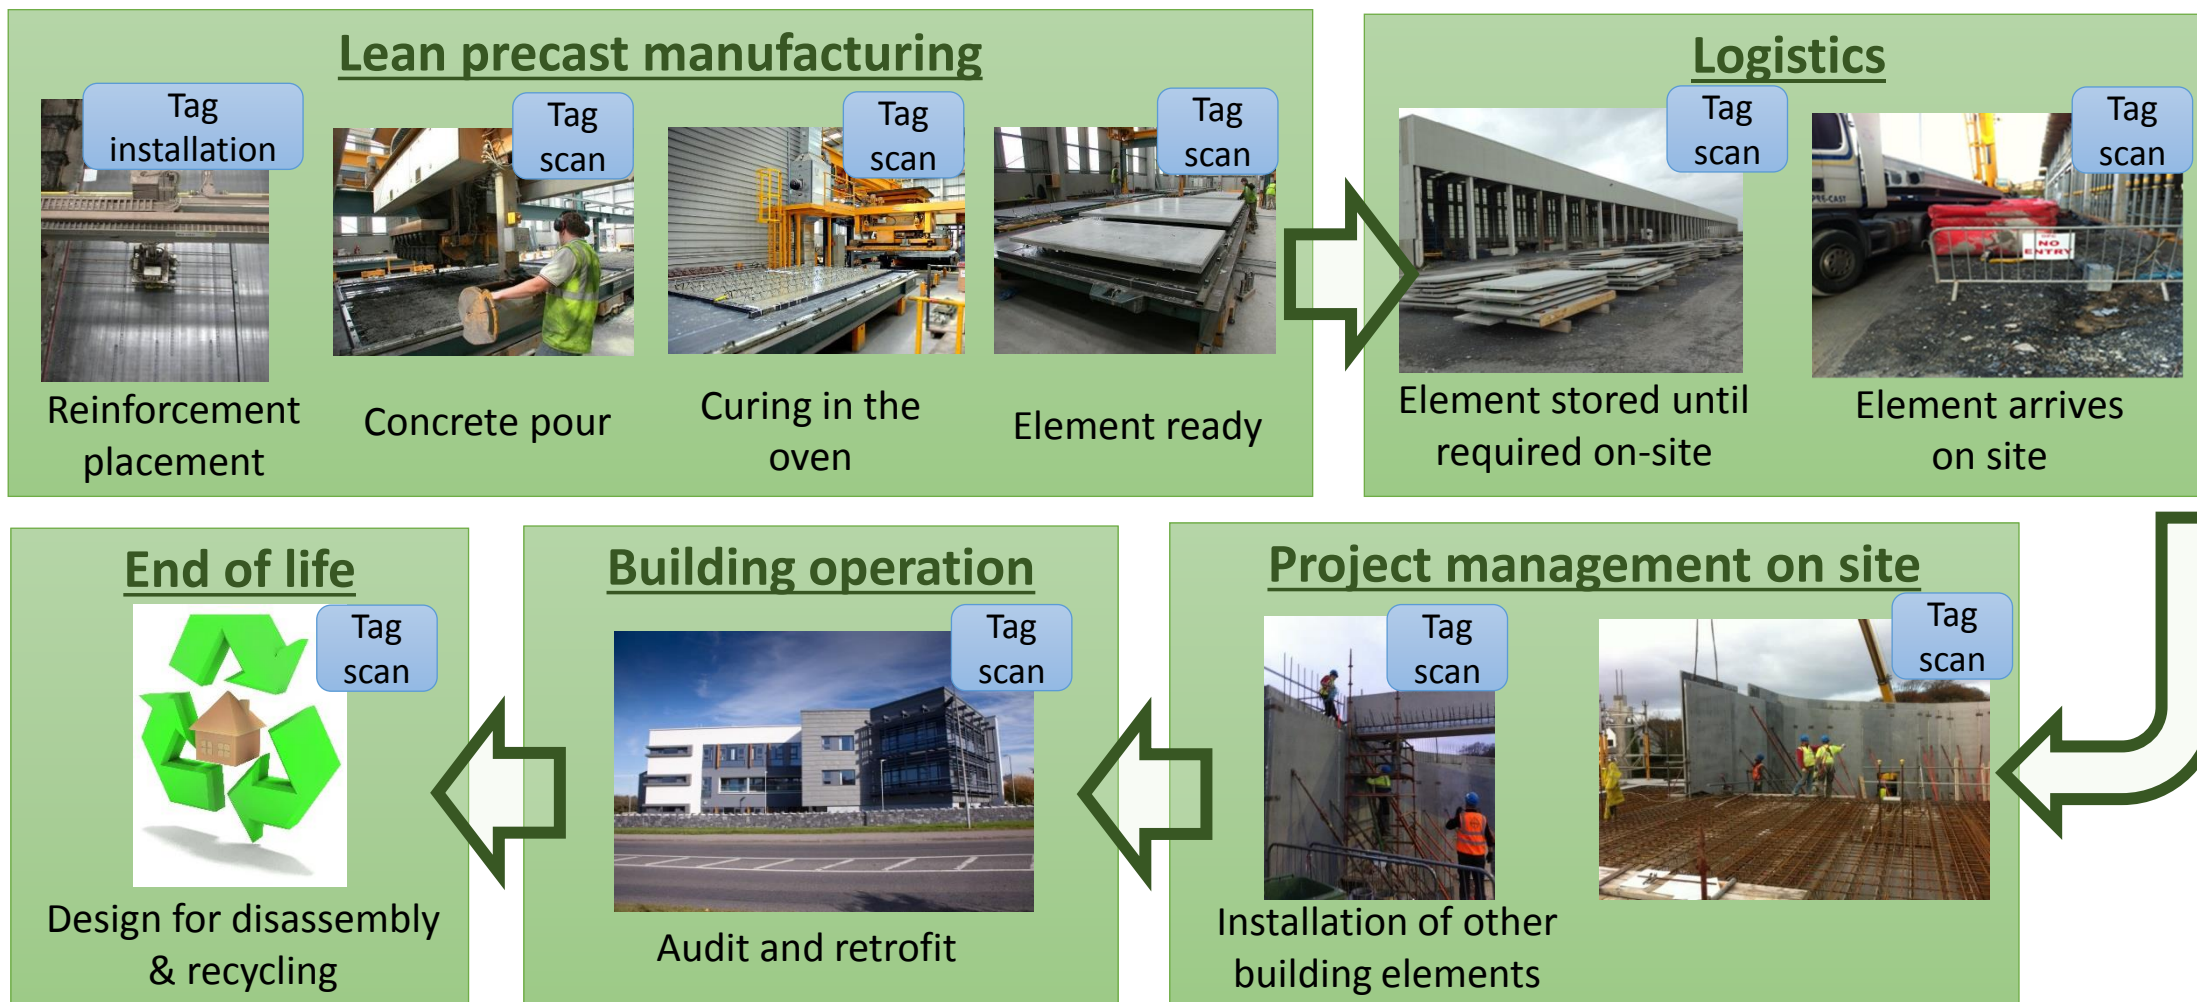 Lean precast manufacturing
Tag
installation
Tag
scan
Tag
scan
Tag
scan
Reinforcement
placement
Concrete pour
Curing in the
oven
Element ready
Logistics
Tag
scan
Tag
scan
NO
ENTRY
Element stored until
required on-site
Element arrives
on site
End of life
Tag
scan
Design for disassembly
& recycling
Building operation
Tag
scan
Audit and retrofit
Project management on site
Tag
scan
Tag
scan
Installation of other
building elements